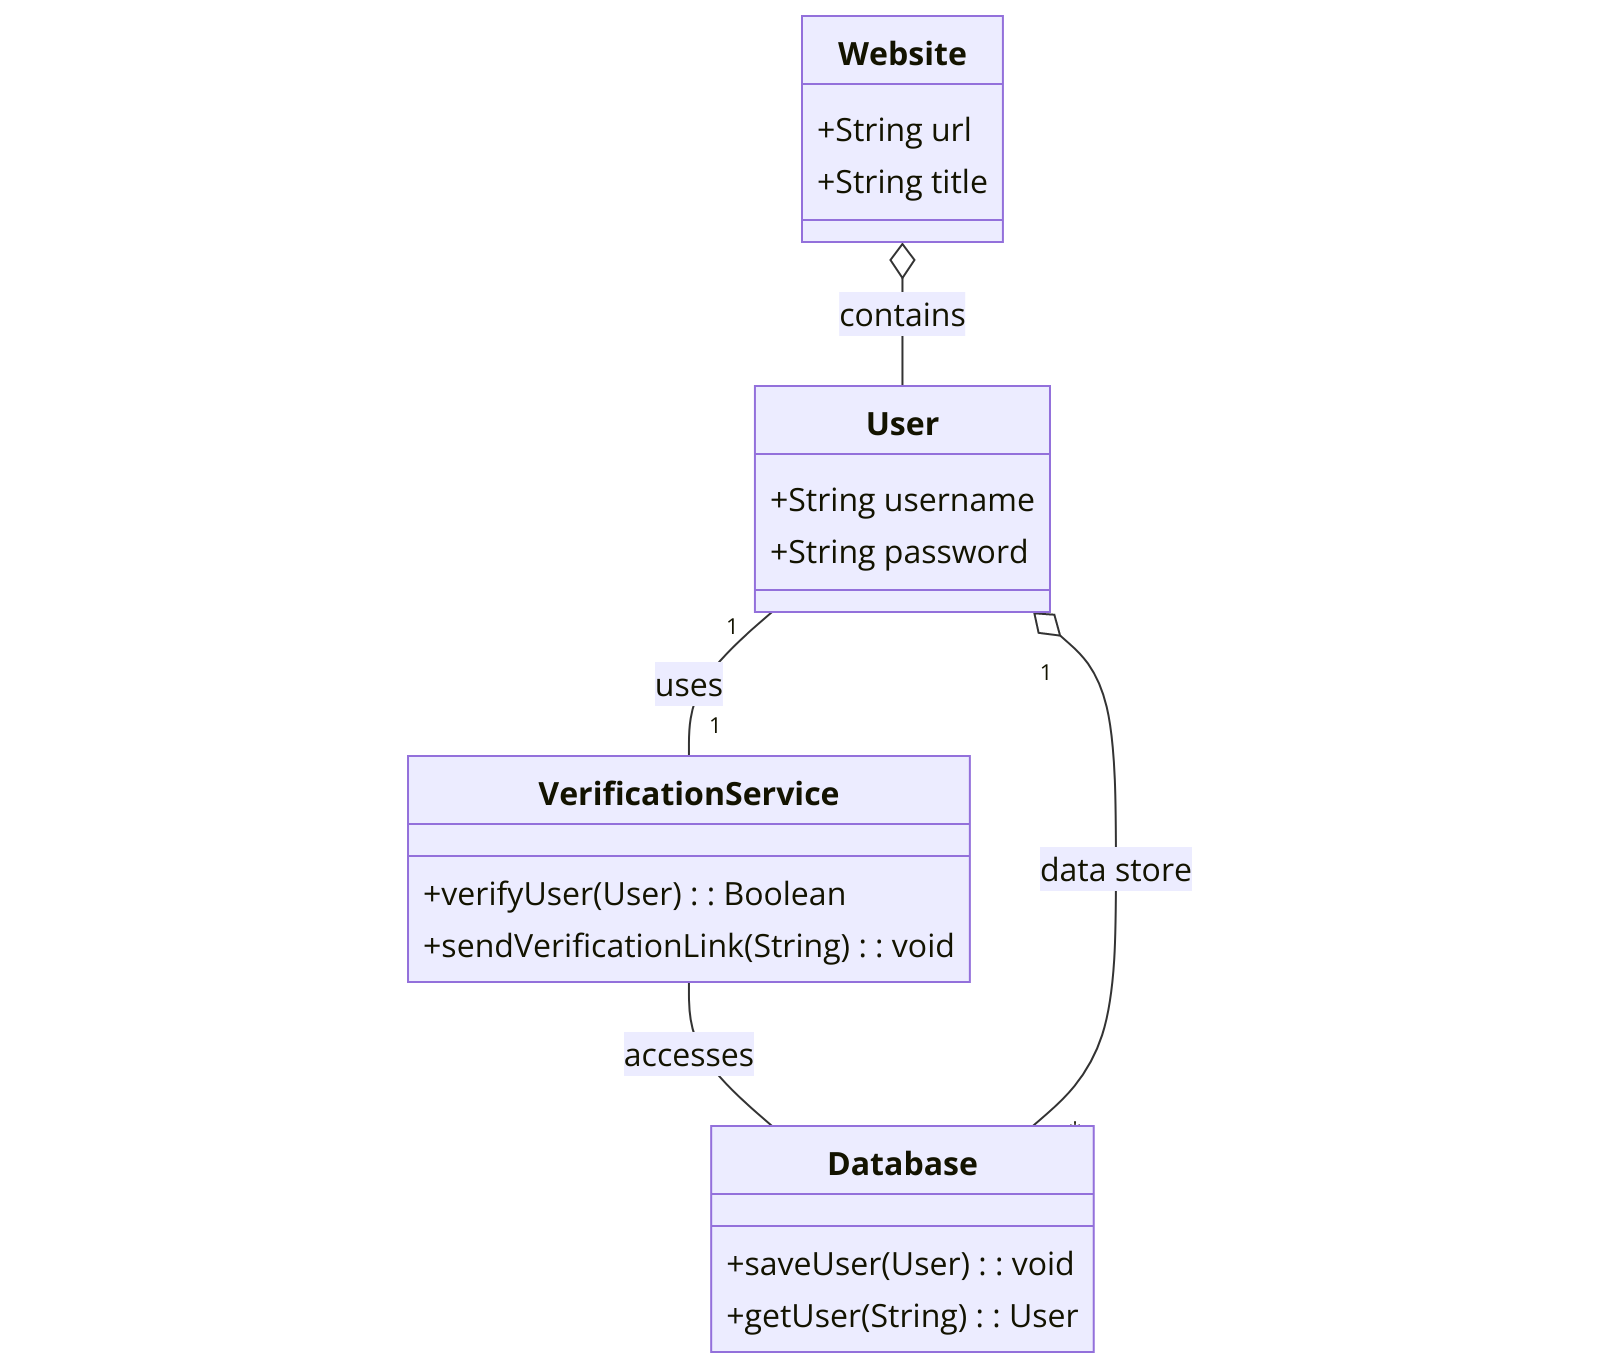 Website
+String url
+String title
contains
User
+String username
+String password
1
1
uses
1
VerificationService
+verifyUser(User) : : Boolean
+sendVerificationLink(String) : : void
data store
accesses
*
Database
+saveUser(User) : : void
+getUser(String) : : User